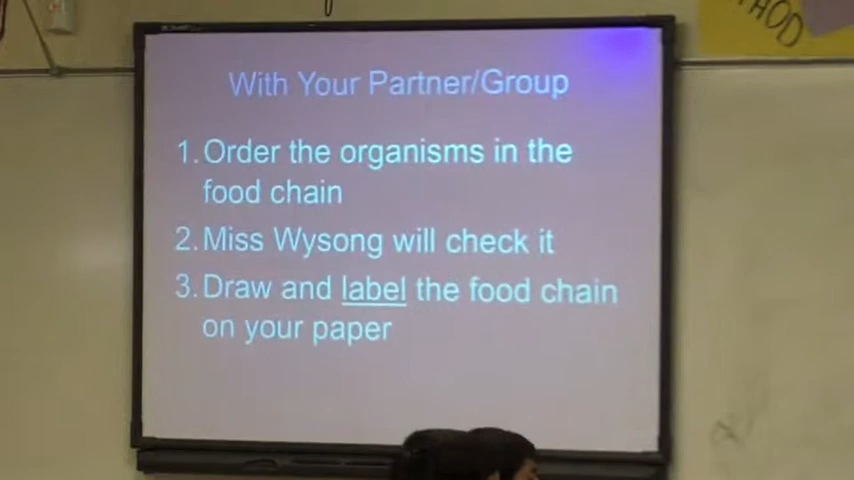 THOD
With Your Partner/Group
1. Order the organisms in the
food chain
2. Miss Wysong will check it
3. Draw and label the food chain
on your paper